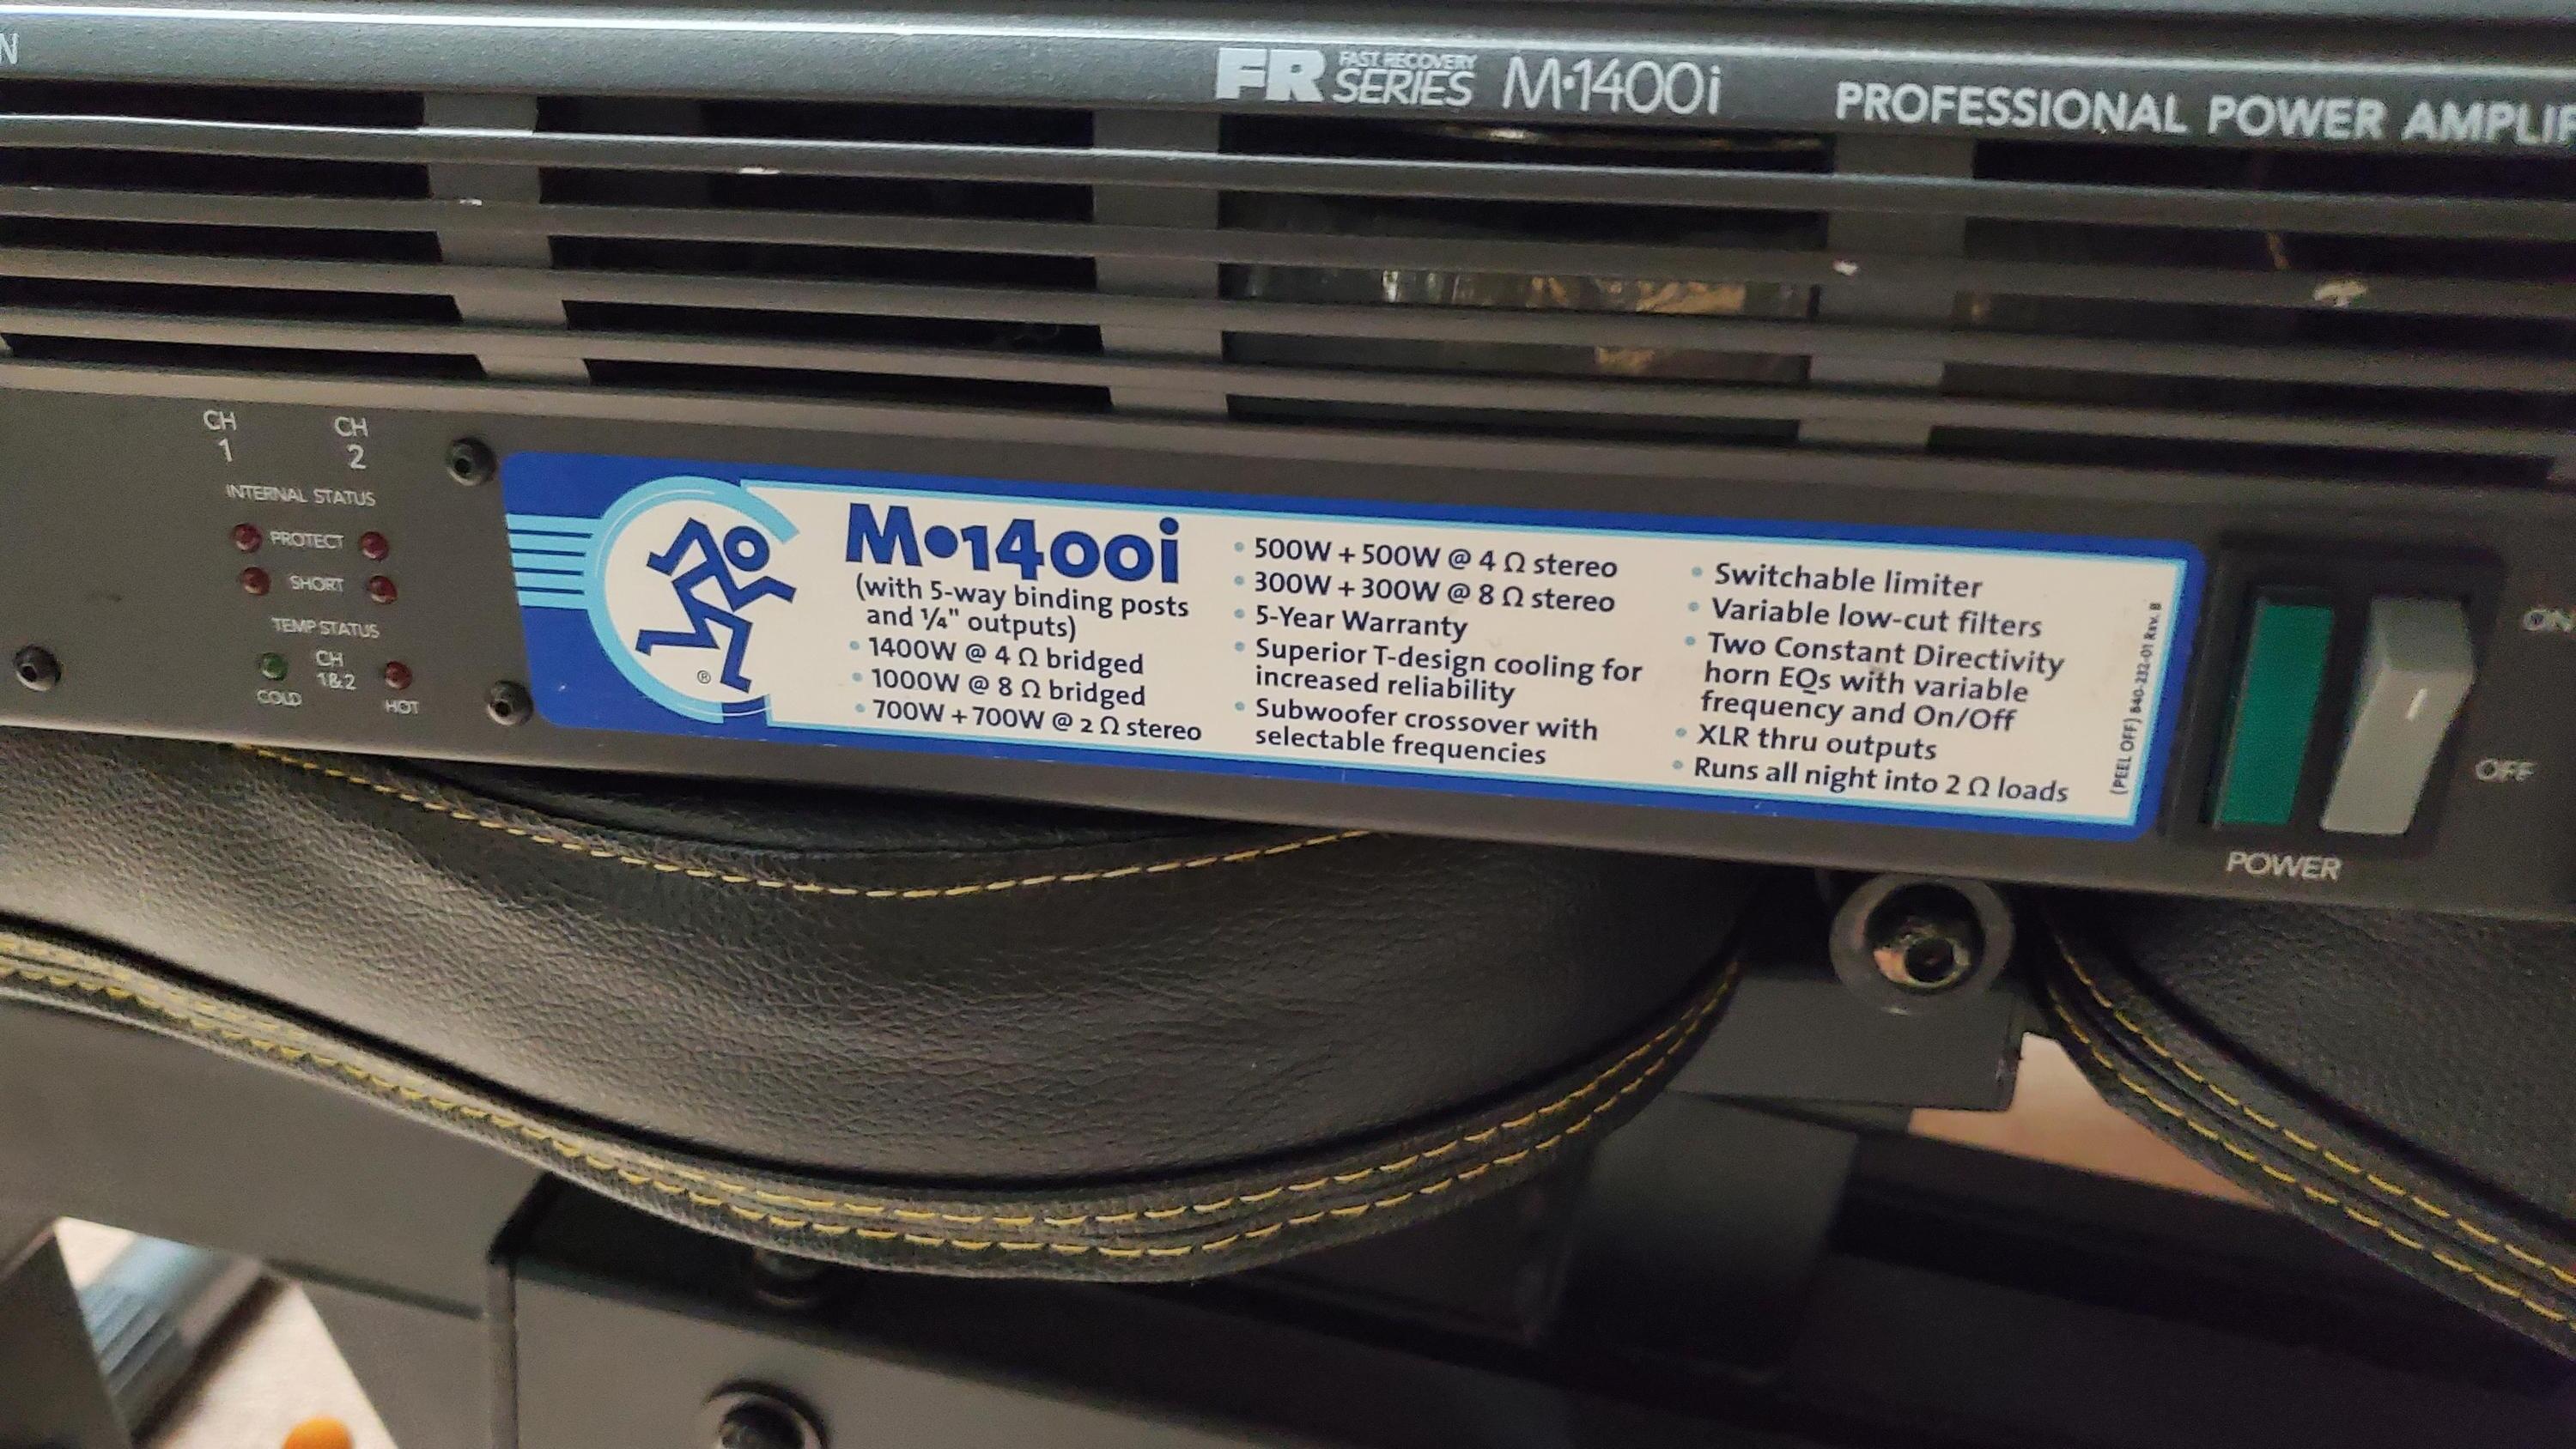 FR FAST RECOVERY
SERIES M•1400i
PROFESSIONAL POWER
CH
1
CH
2
INTERNAL STATUS
PROTECT
SHORT
TEMP STATUS
CH
1&2
COLD
HOT
M•1400i
(with 5-way binding posts
and ¼" outputs)
• 1400W @ 4 Ω bridged
• 1000W @ 8 Ω bridged
• 700W + 700W @ 2 Ω stereo
• 500W + 500W @ 4 Ω stereo
• 300W + 300W @ 8 Ω stereo
• 5-Year Warranty
• Superior T-design cooling for
increased reliability
• Subwoofer crossover with
selectable frequencies
• Switchable limiter
• Variable low-cut filters
• Two Constant Directivity
horn EQs with variable
frequency and On/Off
• XLR thru outputs
• Runs all night into 2 Ω loads
(PEEL OFF) 840-232-01 Rev. B
®
ON
OFF
POWER